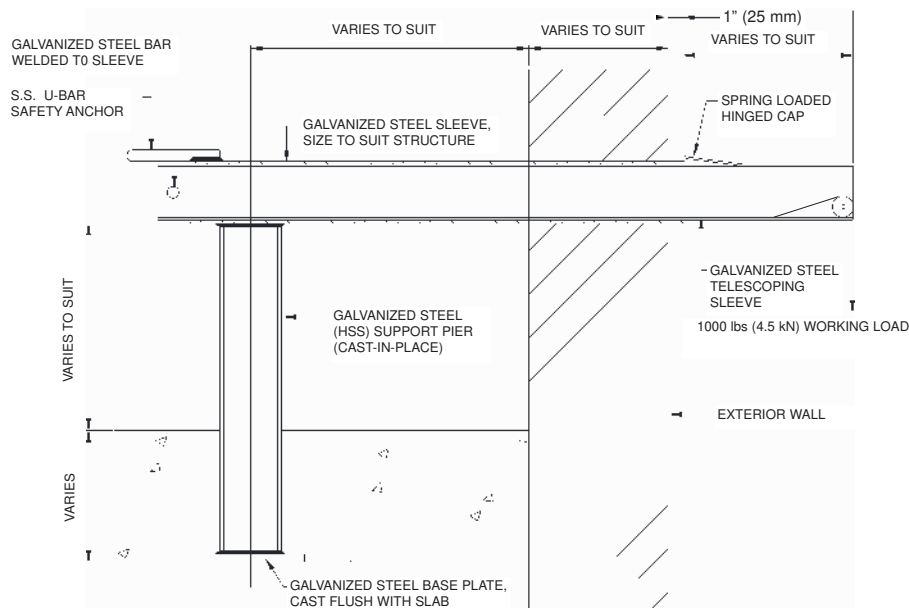 VARIES TO SUIT
VARIES TO SUIT
1” (25 mm)
VARIES TO SUIT
GALVANIZED STEEL BAR
WELDED TO SLEEVE
S.S. U-BAR
SAFETY ANCHOR
GALVANIZED STEEL SLEEVE,
SIZE TO SUIT STRUCTURE
SPRING LOADED
HINGED CAP
VARIES TO SUIT
GALVANIZED STEEL
(HSS) SUPPORT PIER
(CAST-IN-PLACE)
GALVANIZED STEEL
TELESCOPING
SLEEVE
1000 lbs (4.5 kN) WORKING LOAD
EXTERIOR WALL
VARIES
GALVANIZED STEEL BASE PLATE,
CAST FLUSH WITH SLAB